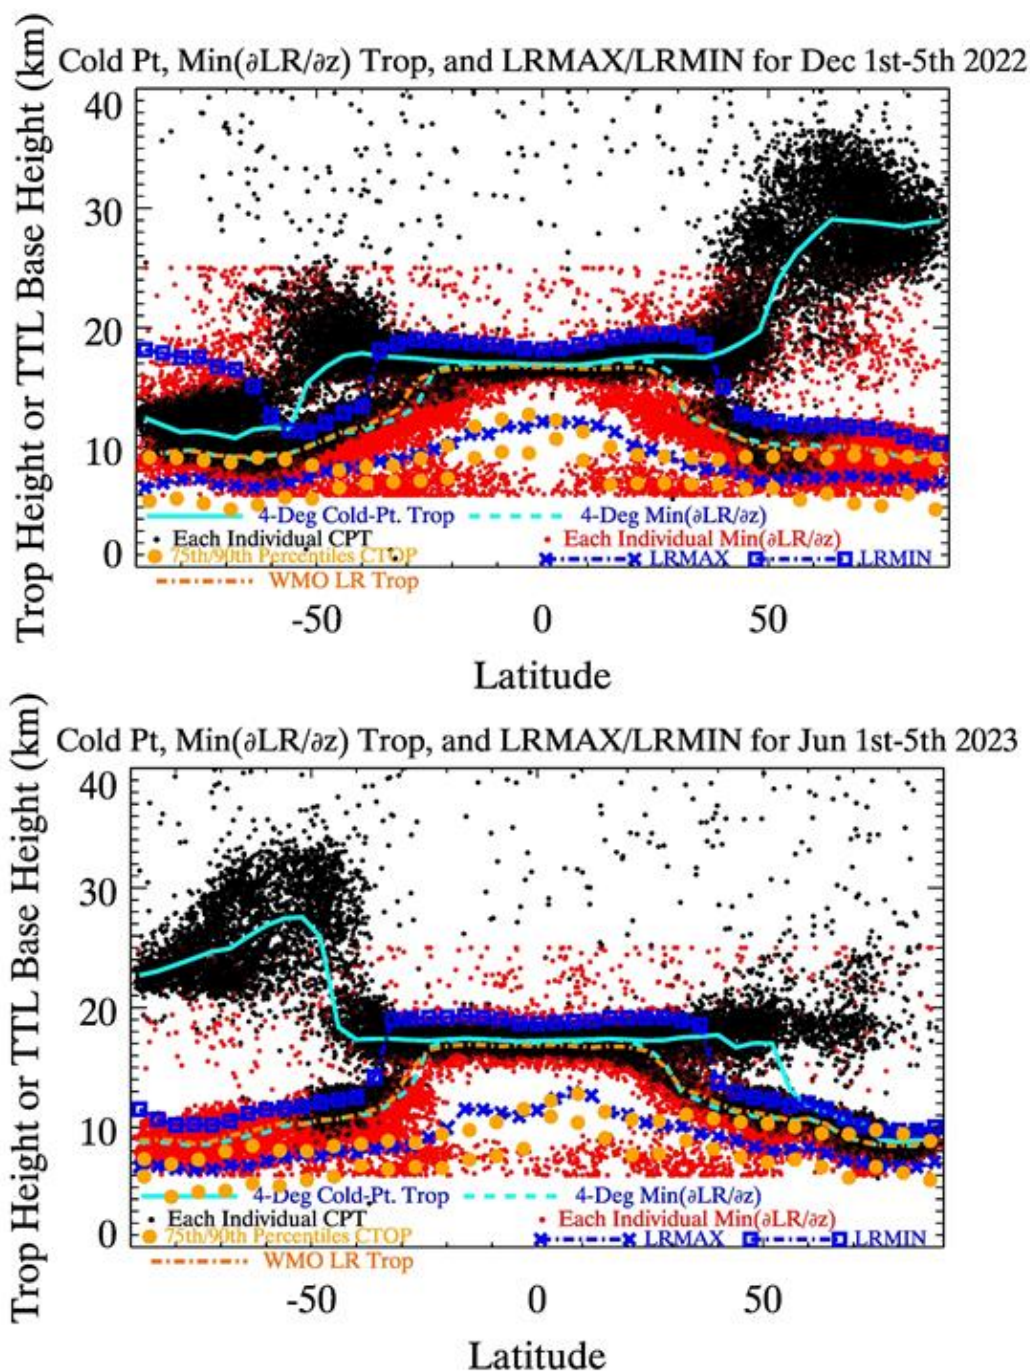 Cold Pt, Min(∂LR/∂z) Trop, and LRMAX/LRMIN for Dec 1st-5th 2022
Trop Height or TTL Base Height (km)
40
30
20
10
0
4-Deg Cold-Pt. Trop
4-Deg Min(∂LR/∂z)
Each Individual CPT
Each Individual Min(∂LR/∂z)
75th/90th Percentiles CTOP
LRMAX
LRMIN
WMO LR Trop
-50
0
50
Latitude
Cold Pt, Min(∂LR/∂z) Trop, and LRMAX/LRMIN for Jun 1st-5th 2023
Trop Height or TTL Base Height (km)
40
30
20
10
0
4-Deg Cold-Pt. Trop
4-Deg Min(∂LR/∂z)
Each Individual CPT
Each Individual Min(∂LR/∂z)
75th/90th Percentiles CTOP
LRMAX
LRMIN
WMO LR Trop
-50
0
50
Latitude